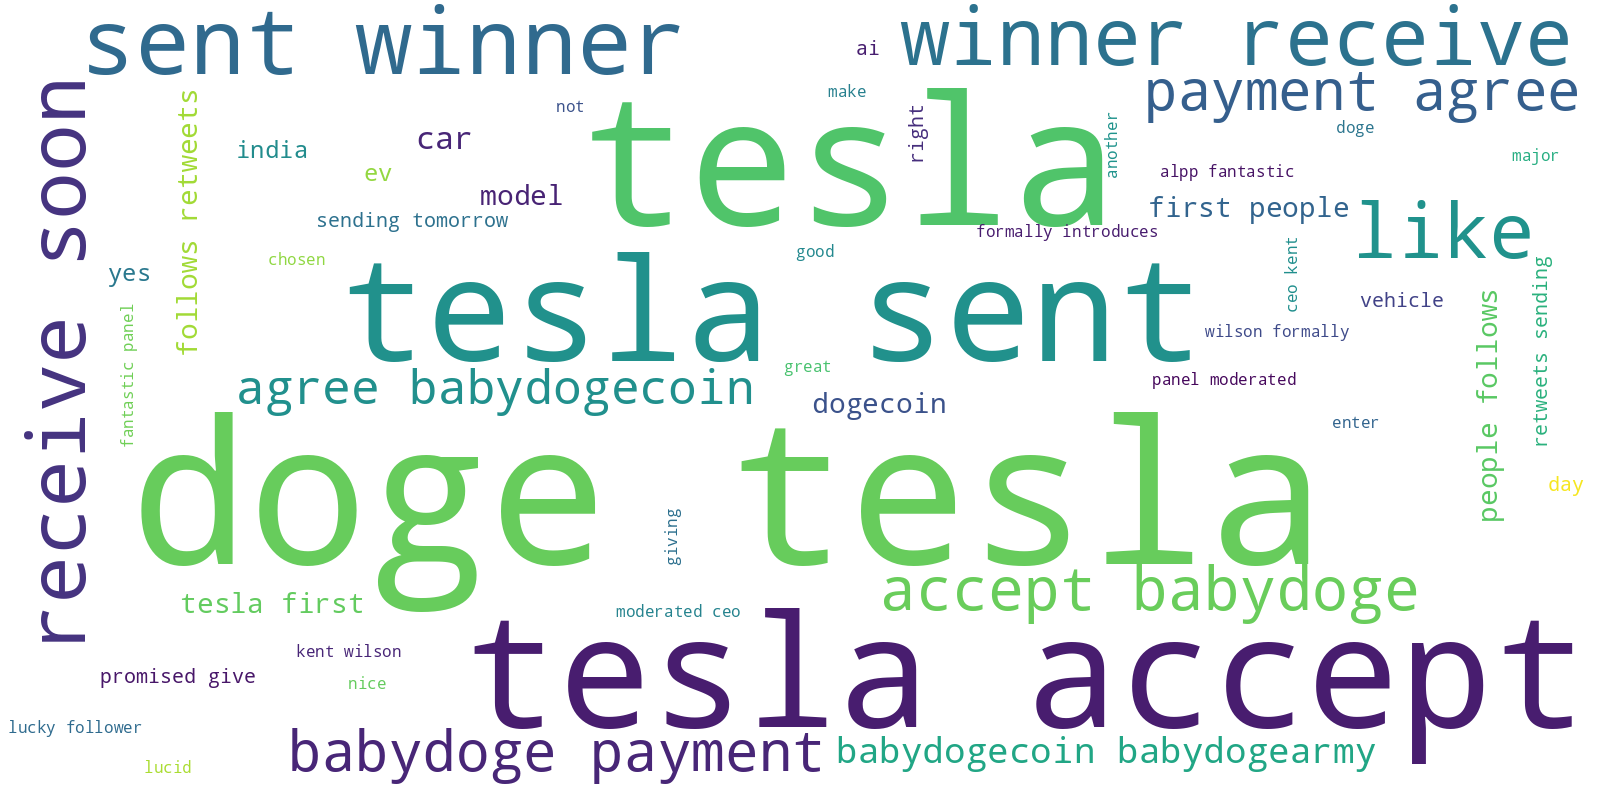 sent winner
winner receive
ai
payment agree
receive soon
follows retweets
not
make
tesla
right
another
doge
car
india
major
ev
alpp fantastic
model
first people
sending tomorrow
formally introduces
like
good
chosen
yes
ceo kent
tesla sent
vehicle
retweets sending
people follows
fantastic panel
wilson formally
great
panel moderated
agree babydogecoin
dogecoin
enter
doge tesla
day
giving
accept babydoge
tesla first
moderated ceo
kent wilson
tesla accept
promised give
nice
lucky follower
babydoge payment
babydogecoin babydogearmy
lucid